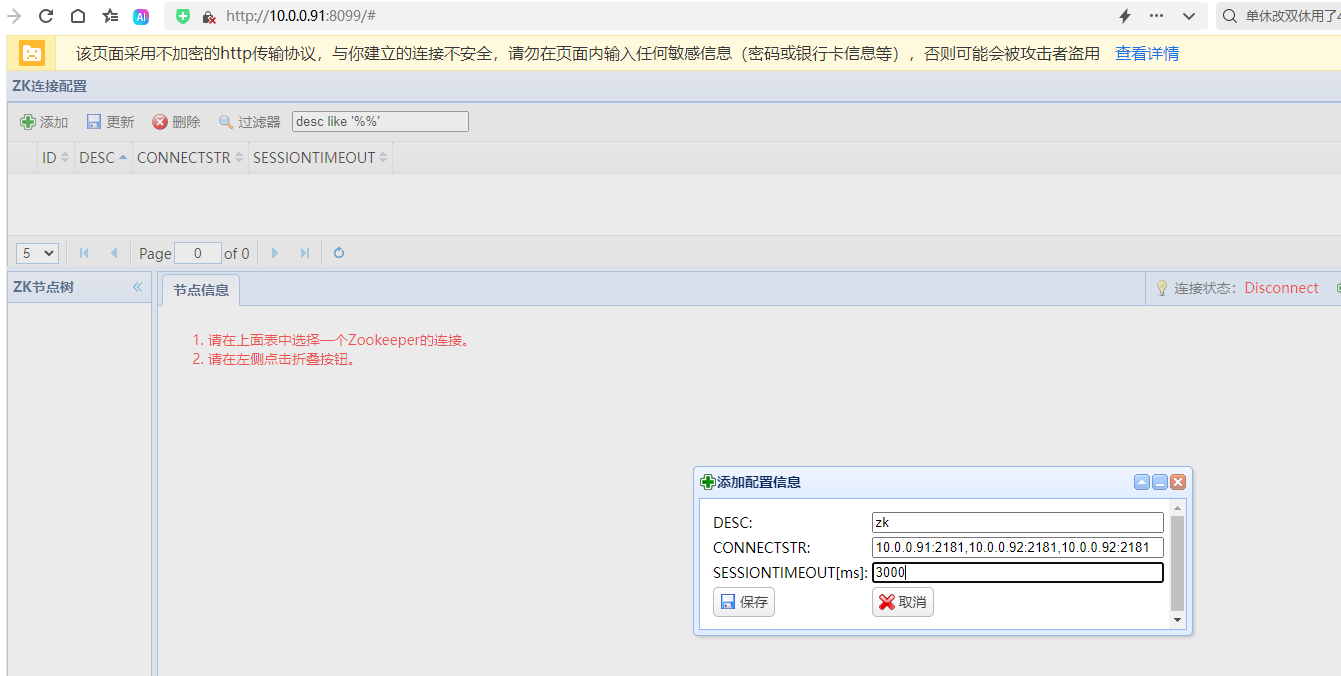 http://10.0.0.91:8099/#
单休改双休用了
该页面采用不加密的http传输协议，与你建立的连接不安全，请勿在页面内输入任何敏感信息（密码或银行卡信息等），否则可能会被攻击者盗用 查看详情
ZK连接配置
添加 更新 删除 过滤器 desc like '%%'
ID DESC CONNECTSTR SESSIONTIMEOUT
5 Page 0 of 0
ZK节点树 节点信息 连接状态：Disconnect
1. 请在上面表中选择一个Zookeeper的连接。
2. 请在左侧点击折叠按钮。
添加配置信息
DESC: zk
CONNECTSTR: 10.0.0.91:2181,10.0.0.92:2181,10.0.0.92:2181
SESSIONTIMEOUT[ms]: 3000
保存 取消